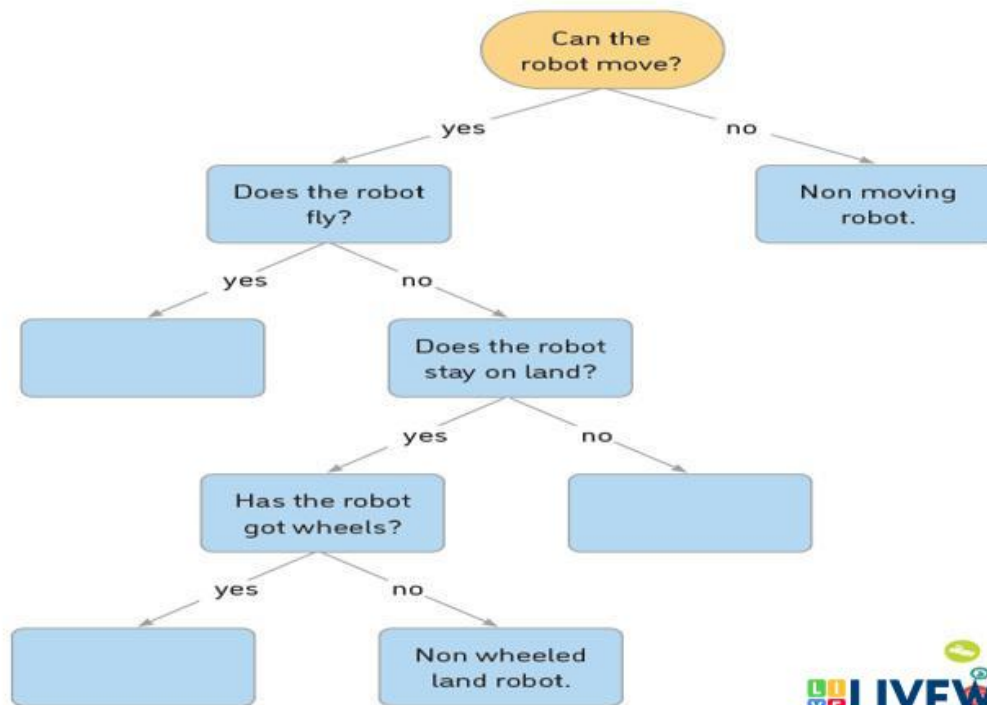 Can the
robot move?
yes
no
Does the robot
fly?
Non moving
robot.
yes
no
Does the robot
stay on land?
yes
no
Has the robot
got wheels?
yes
no
Non wheeled
land robot.